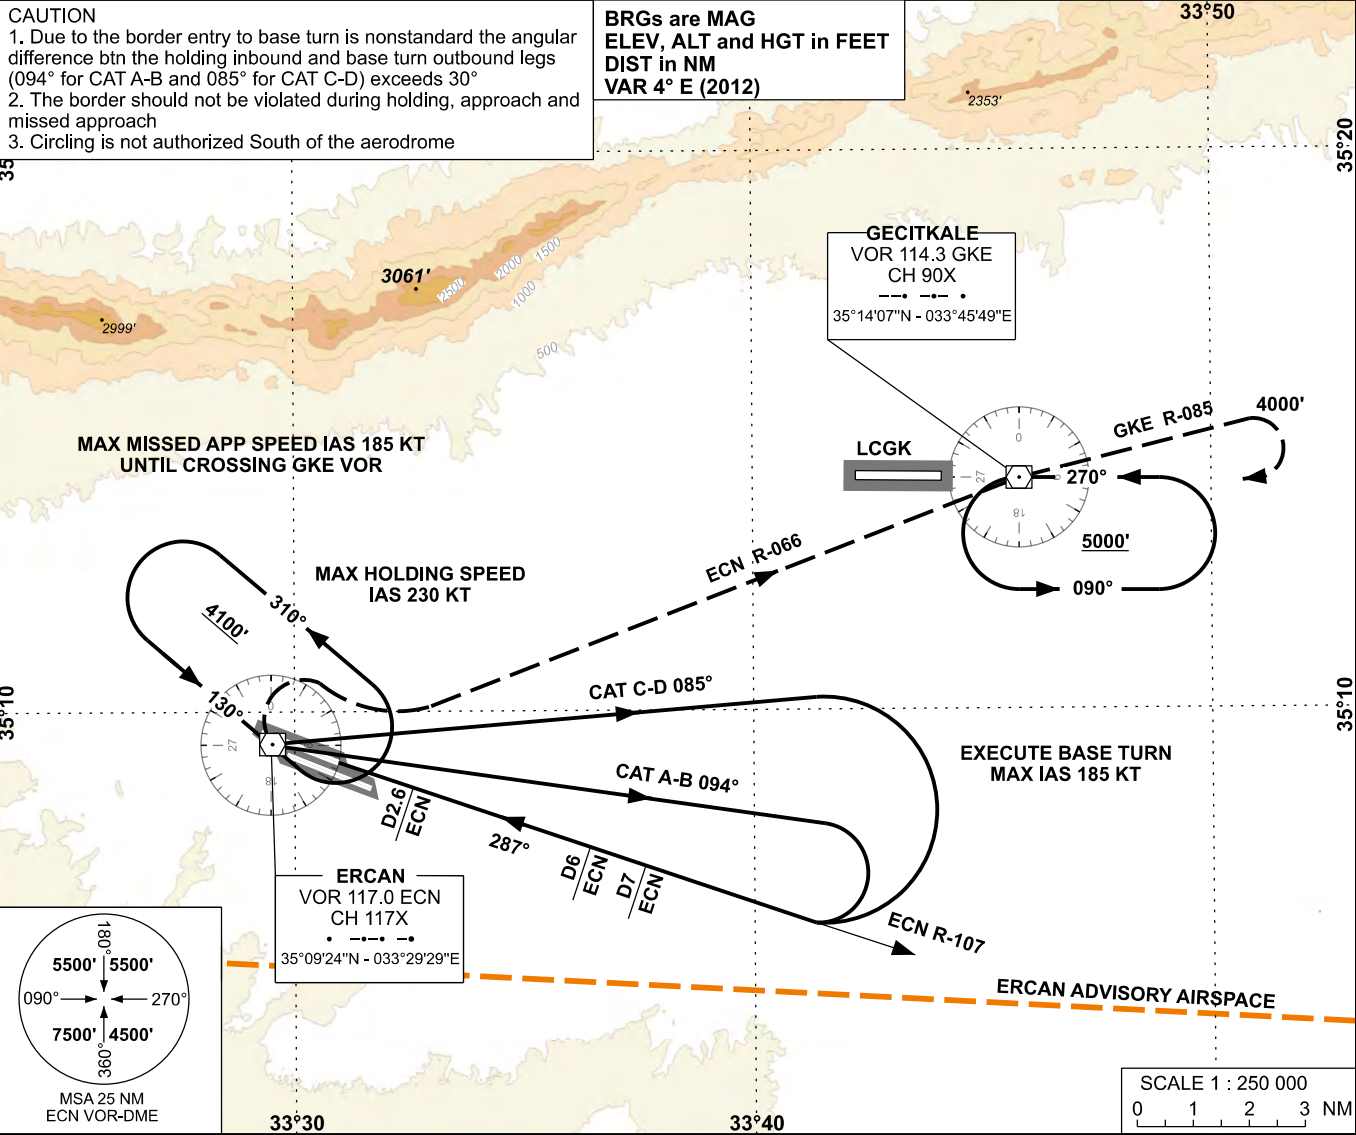 CAUTION
1. Due to the border entry to base turn is nonstandard the angular
difference btn the holding inbound and base turn outbound legs
(094° for CAT A-B and 085° for CAT C-D) exceeds 30°
2. The border should not be violated during holding, approach and
missed approach
3. Circling is not authorized South of the aerodrome
BRGs are MAG
ELEV, ALT and HGT in FEET
DIST in NM
VAR 4° E (2012)
33°50
2353'
35
35°20
GECITKALE
VOR 114.3 GKE
CH 90X
35°14'07"N - 033°45'49"E
3061'
2999'
2500
2000
1500
1000
500
MAX MISSED APP SPEED IAS 185 KT
UNTIL CROSSING GKE VOR
LCGK
GKE R-085
4000'
0
27
18
270°
5000'
090°
ECN R-066
MAX HOLDING SPEED
IAS 230 KT
310°
4100'
130°
0
27
18
35°10
35°10
CAT C-D 085°
CAT A-B 094°
EXECUTE BASE TURN
MAX IAS 185 KT
D2.6
ECN
287°
D6
ECN
D7
ECN
ECN R-107
ERCAN
VOR 117.0 ECN
CH 117X
35°09'24"N - 033°29'29"E
ERCAN ADVISORY AIRSPACE
180°
5500'
5500'
090°
270°
7500'
4500'
360°
MSA 25 NM
ECN VOR-DME
33°30
33°40
SCALE 1 : 250 000
0 1 2 3 NM